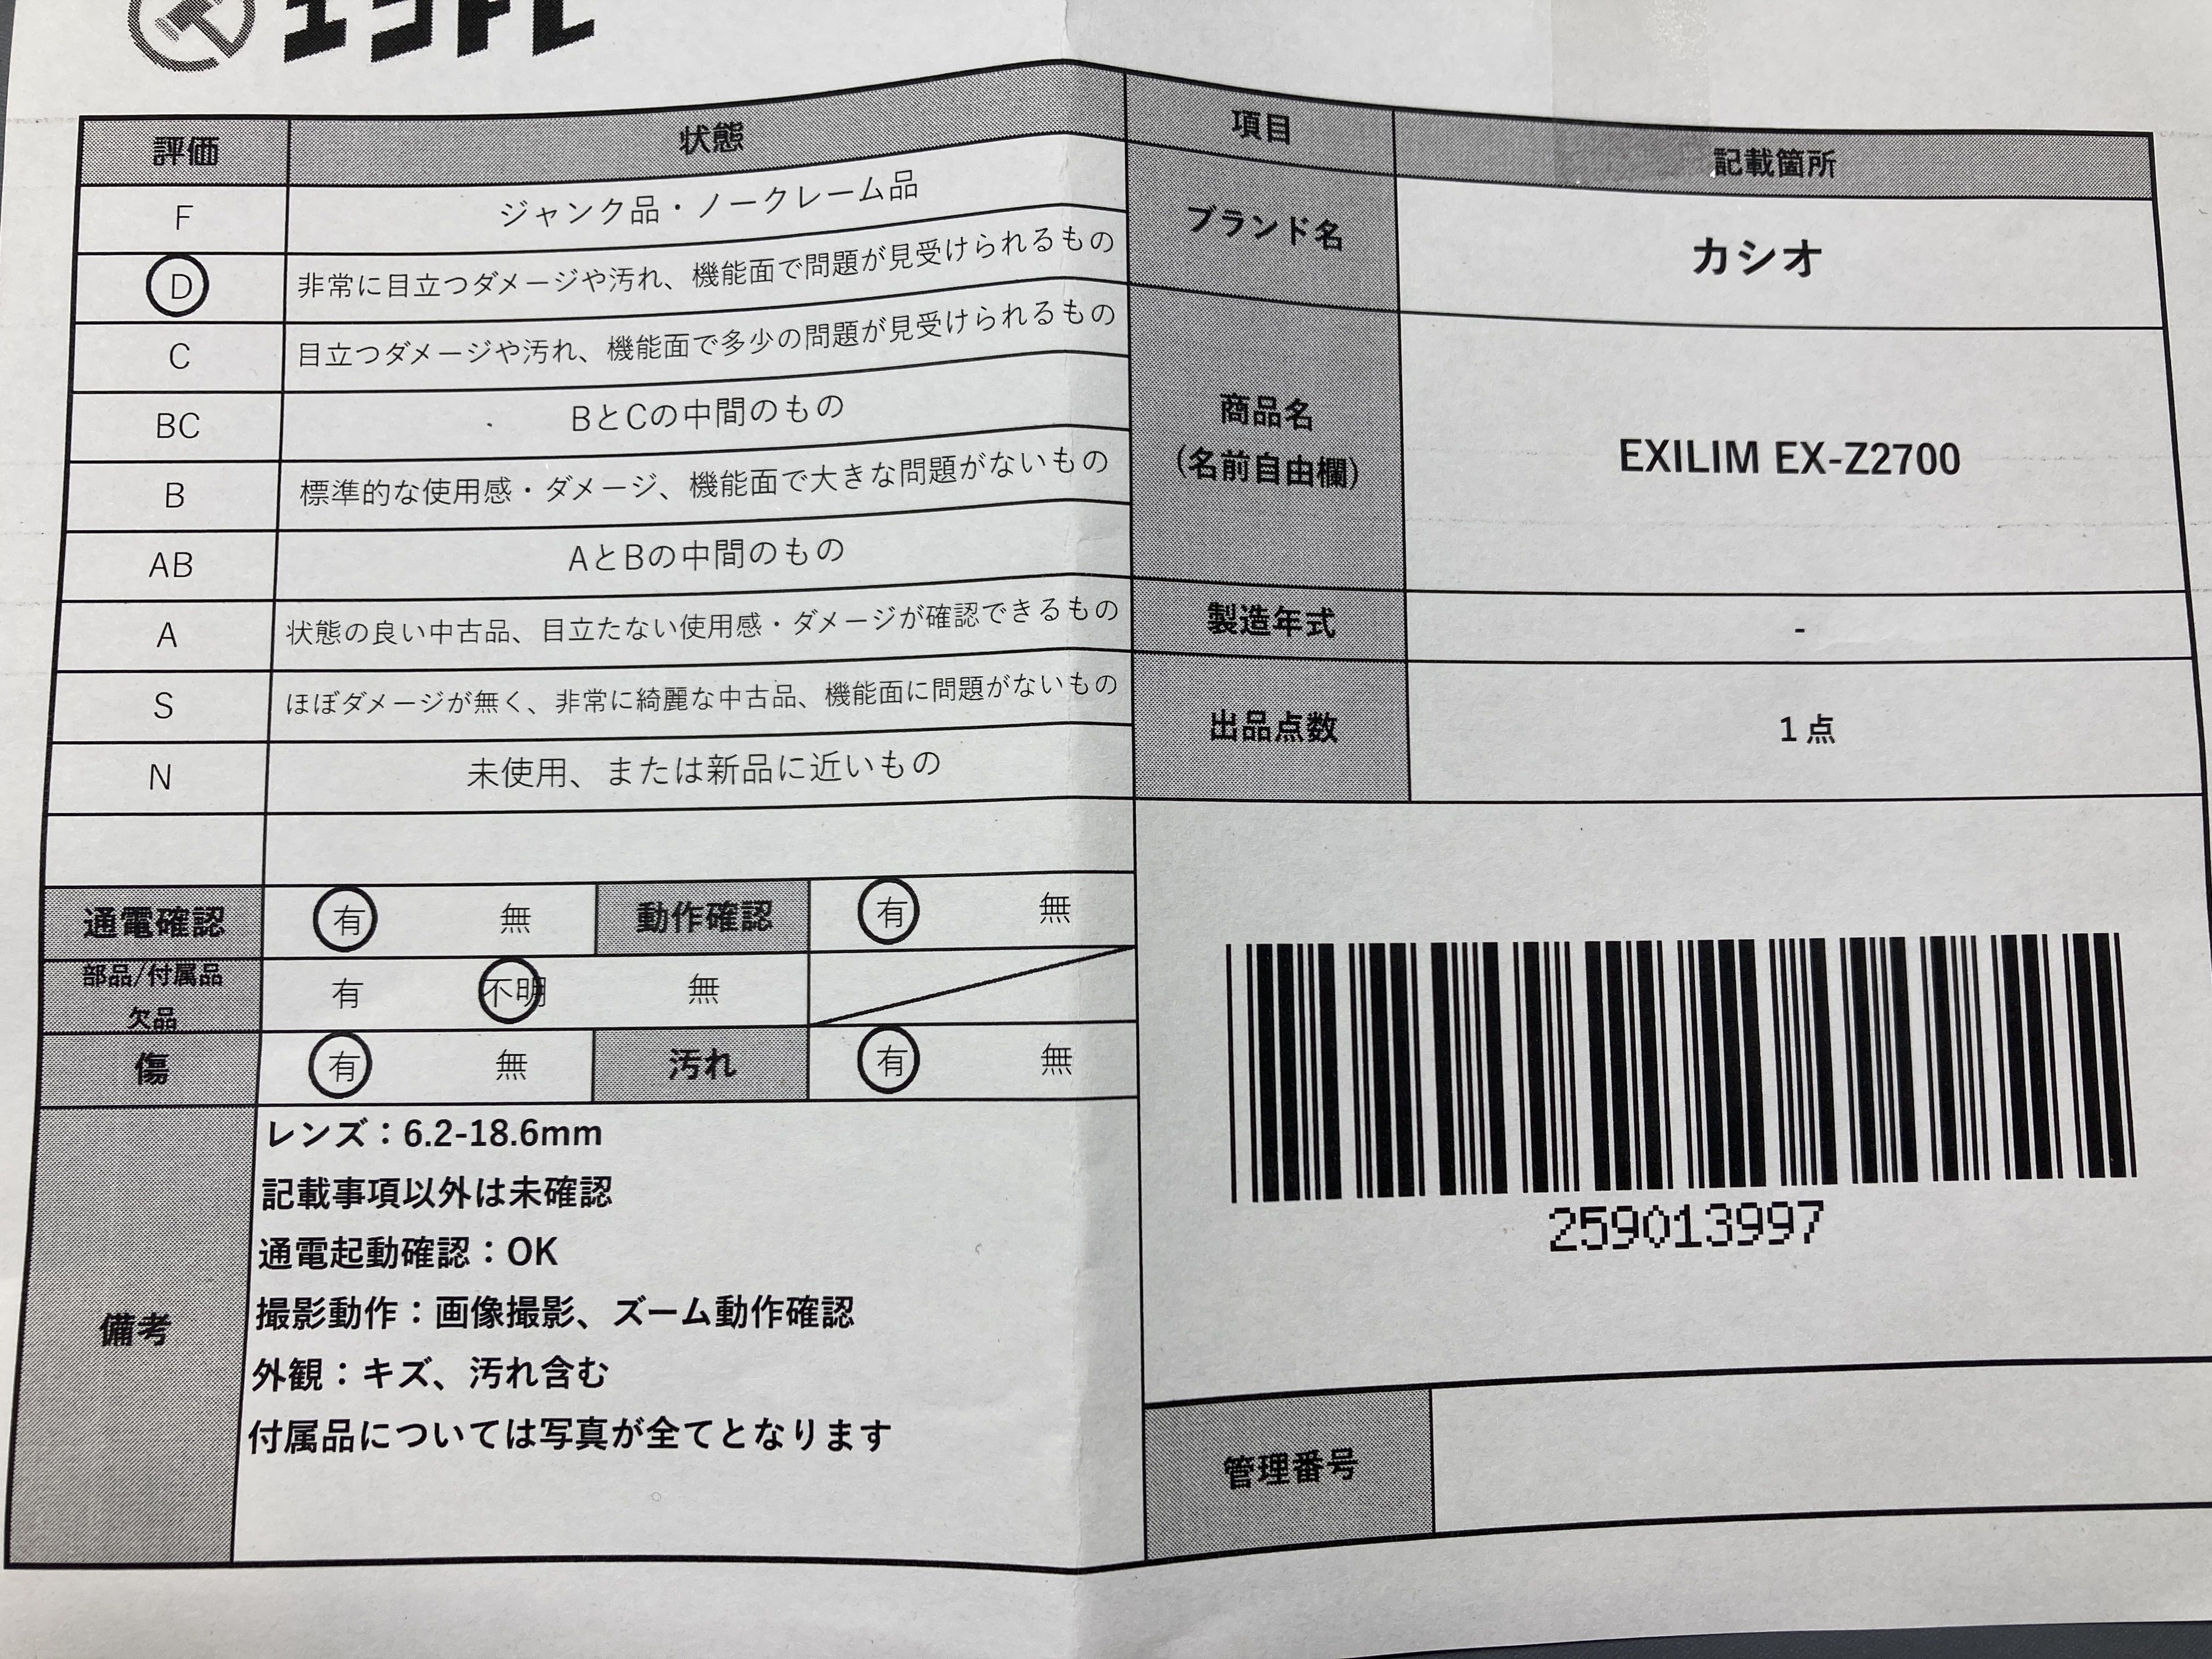 エコトレ
評価 状態
F ジャンク品・ノークレーム品
D 非常に目立つダメージや汚れ、機能面で問題が見受けられるもの
C 目立つダメージや汚れ、機能面で多少の問題が見受けられるもの
BC BとCの中間のもの
B 標準的な使用感・ダメージ、機能面で大きな問題がないもの
AB AとBの中間のもの
A 状態の良い中古品、目立たない使用感・ダメージが確認できるもの
S ほぼダメージが無く、非常に綺麗な中古品、機能面に問題がないもの
N 未使用、または新品に近いもの
通電確認 有 無 動作確認 有 無
部品/付属品
欠品 有 不明 無
傷 有 無 汚れ 有 無
備考
レンズ：6.2-18.6mm
記載事項以外は未確認
通電起動確認：OK
撮影動作：画像撮影、ズーム動作確認
外観：キズ、汚れ含む
付属品については写真が全てとなります
項目 記載箇所
ブランド名 カシオ
商品名
(名前自由欄) EXILIM EX-Z2700
製造年式 -
出品点数 1点
259013997
管理番号